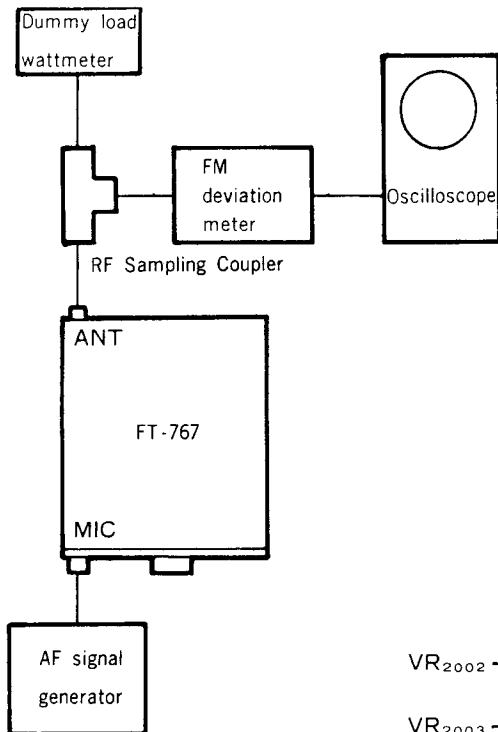 Dummy load
wattmeter
FM
deviation
meter
Oscilloscope
RF Sampling Coupler
ANT
FT-767
MIC
AF signal
generator
VR2002
VR2003